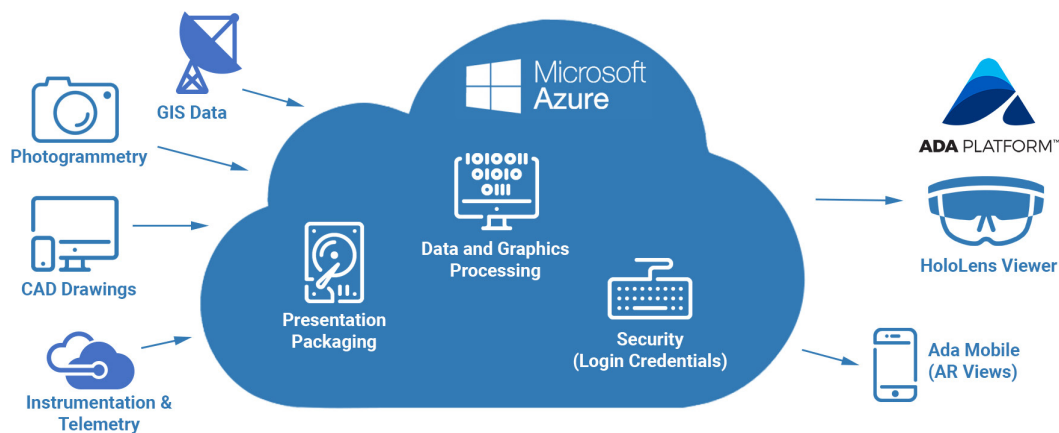 GIS Data
Photogrammetry
CAD Drawings
Instrumentation &
Telemetry
Microsoft
Azure
1010011
01010
0111
Data and Graphics
Processing
Presentation
Packaging
Security
(Login Credentials)
ADA PLATFORM™
HoloLens Viewer
Ada Mobile
(AR Views)